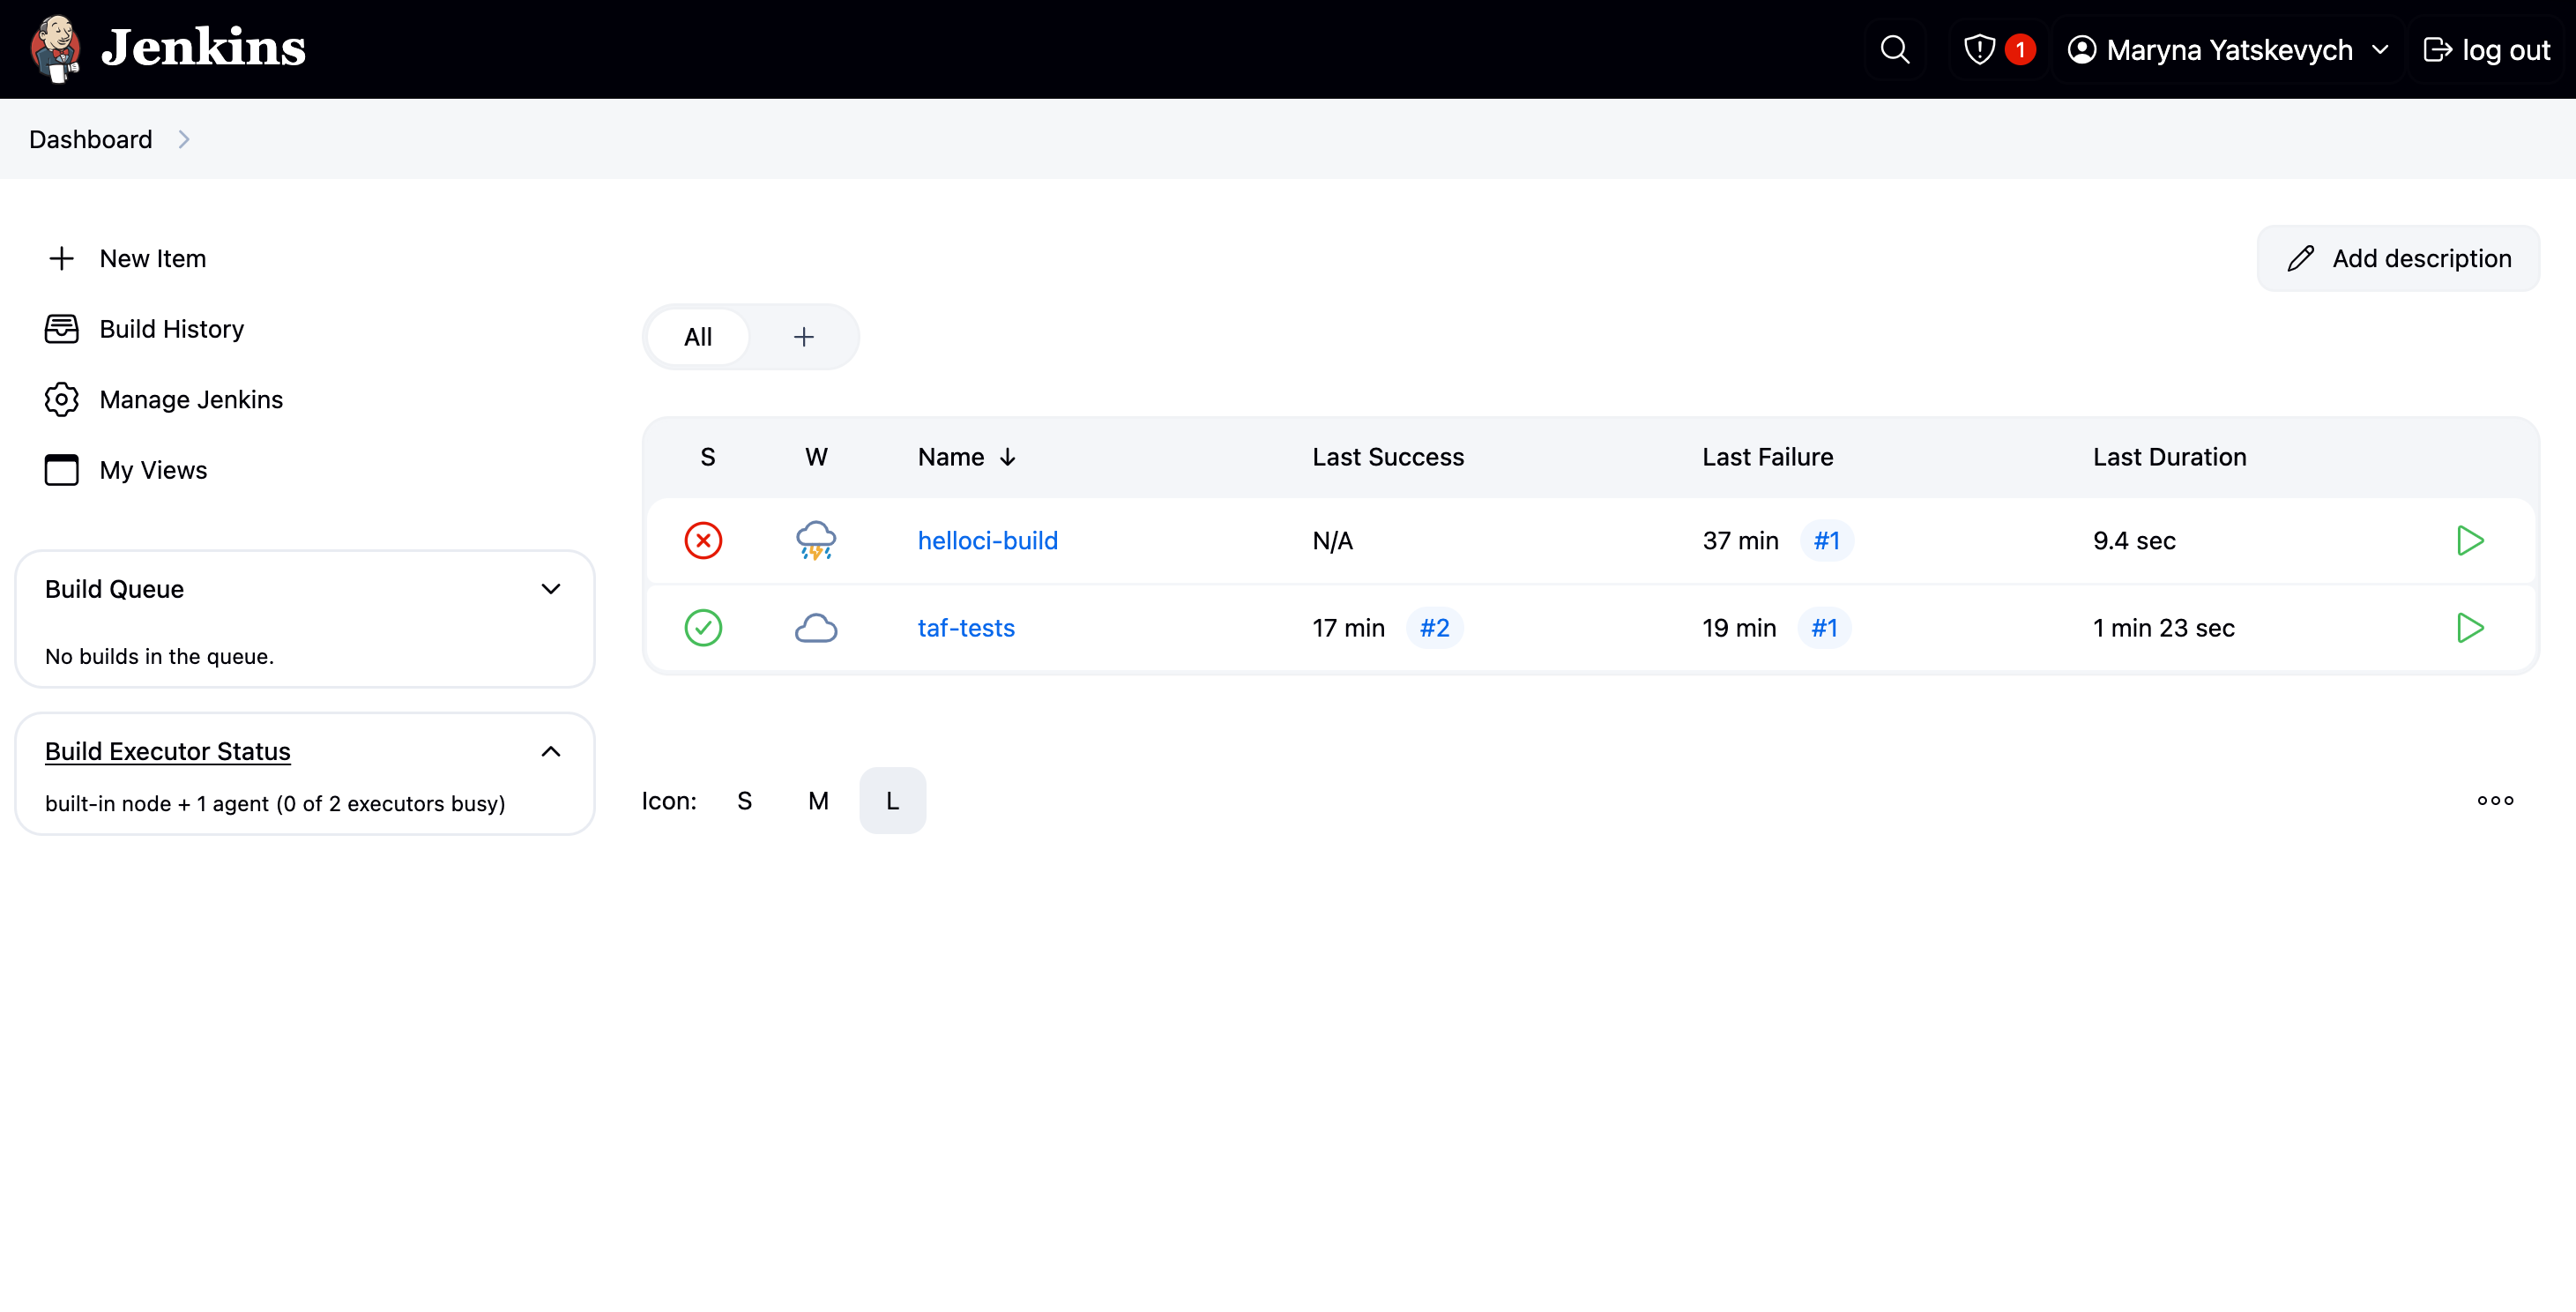 Jenkins
1
Maryna Yatskevych
log out
Dashboard
New Item
Build History
Manage Jenkins
My Views
Add description
All
S W Name Last Success Last Failure Last Duration
helloci-build N/A 37 min #1 9.4 sec
taf-tests 17 min #2 19 min #1 1 min 23 sec
Build Queue
No builds in the queue.
Build Executor Status
built-in node + 1 agent (0 of 2 executors busy)
Icon: S M L